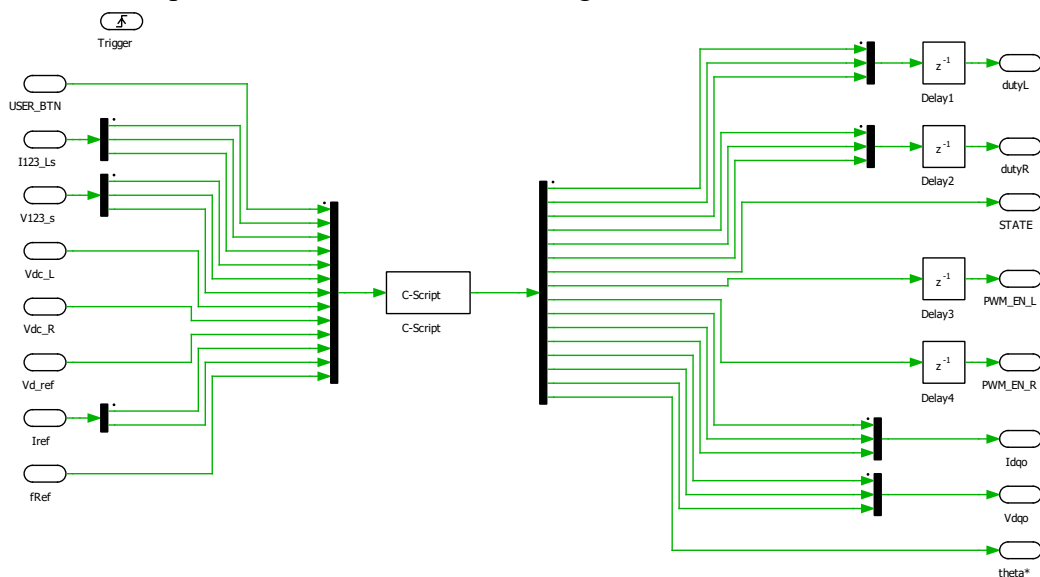 Trigger
USER_BTN
I123_Ls
V123_s
Vdc_L
Vdc_R
Vd_ref
Iref
fRef
C-Script
C-Script
z-1
Delay1
dutyL
z-1
Delay2
dutyR
STATE
z-1
Delay3
PWM_EN_L
z-1
Delay4
PWM_EN_R
Idqo
Vdqo
theta*